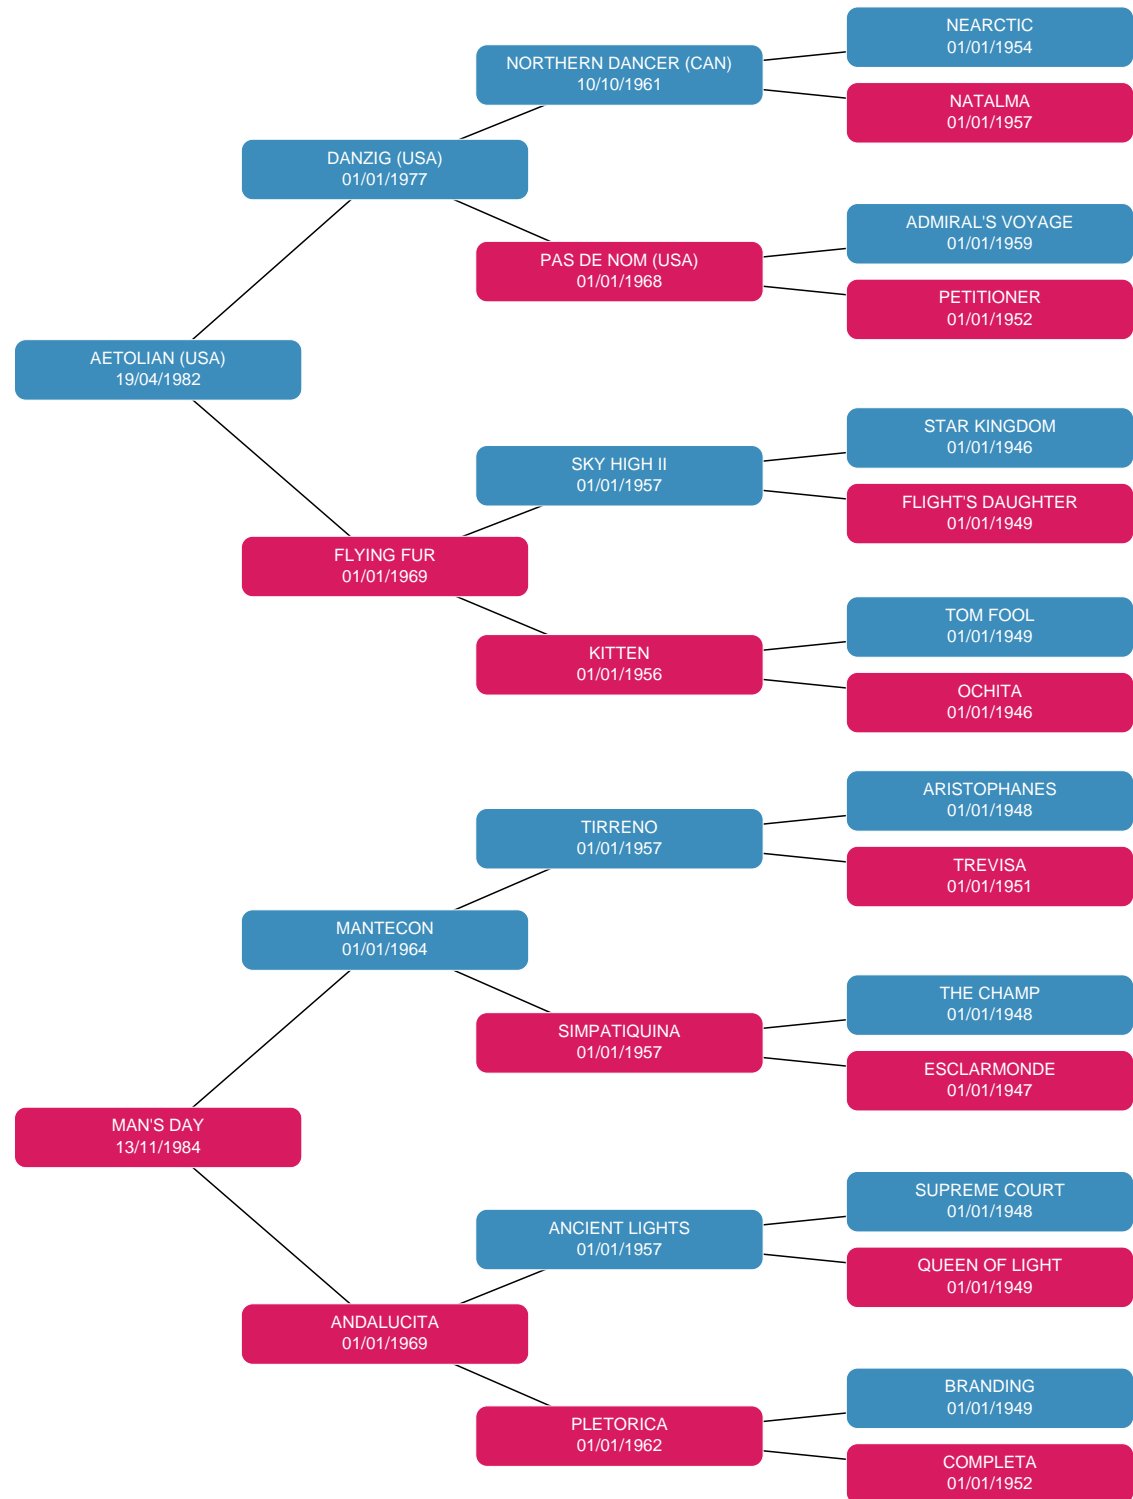 NEARCTIC
01/01/1954
NORTHERN DANCER (CAN)
10/10/1961
NATALMA
01/01/1957
DANZIG (USA)
01/01/1977
ADMIRAL'S VOYAGE
01/01/1959
PAS DE NOM (USA)
01/01/1968
PETITIONER
01/01/1952
AETOLIAN (USA)
19/04/1982
STAR KINGDOM
01/01/1946
SKY HIGH II
01/01/1957
FLIGHT'S DAUGHTER
01/01/1949
FLYING FUR
01/01/1969
TOM FOOL
01/01/1949
KITTEN
01/01/1956
OCHITA
01/01/1946
ARISTOPHANES
01/01/1948
TIRRENO
01/01/1957
TREVISA
01/01/1951
MANTECON
01/01/1964
THE CHAMP
01/01/1948
SIMPATIQUINA
01/01/1957
ESCLARMONDE
01/01/1947
MAN'S DAY
13/11/1984
SUPREME COURT
01/01/1948
ANCIENT LIGHTS
01/01/1957
QUEEN OF LIGHT
01/01/1949
ANDALUCITA
01/01/1969
BRANDING
01/01/1949
PLETORICA
01/01/1962
COMPLETA
01/01/1952